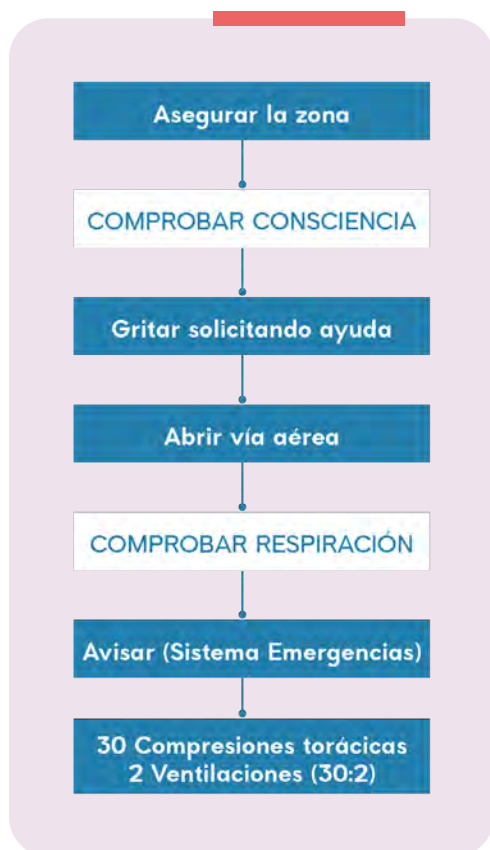 Asegurar la zona
COMPROBAR CONSCIENCIA
Gritar solicitando ayuda
Abrir vía aérea
COMPROBAR RESPIRACIÓN
Avisar (Sistema Emergencias)
30 Compresiones torácicas
2 Ventilaciones (30:2)